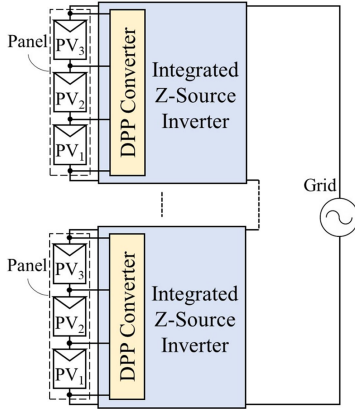 Panel
PV3
PV2
PV1
DPP Converter
Integrated
Z-Source
Inverter
Grid
Panel
PV3
PV2
PV1
DPP Converter
Integrated
Z-Source
Inverter